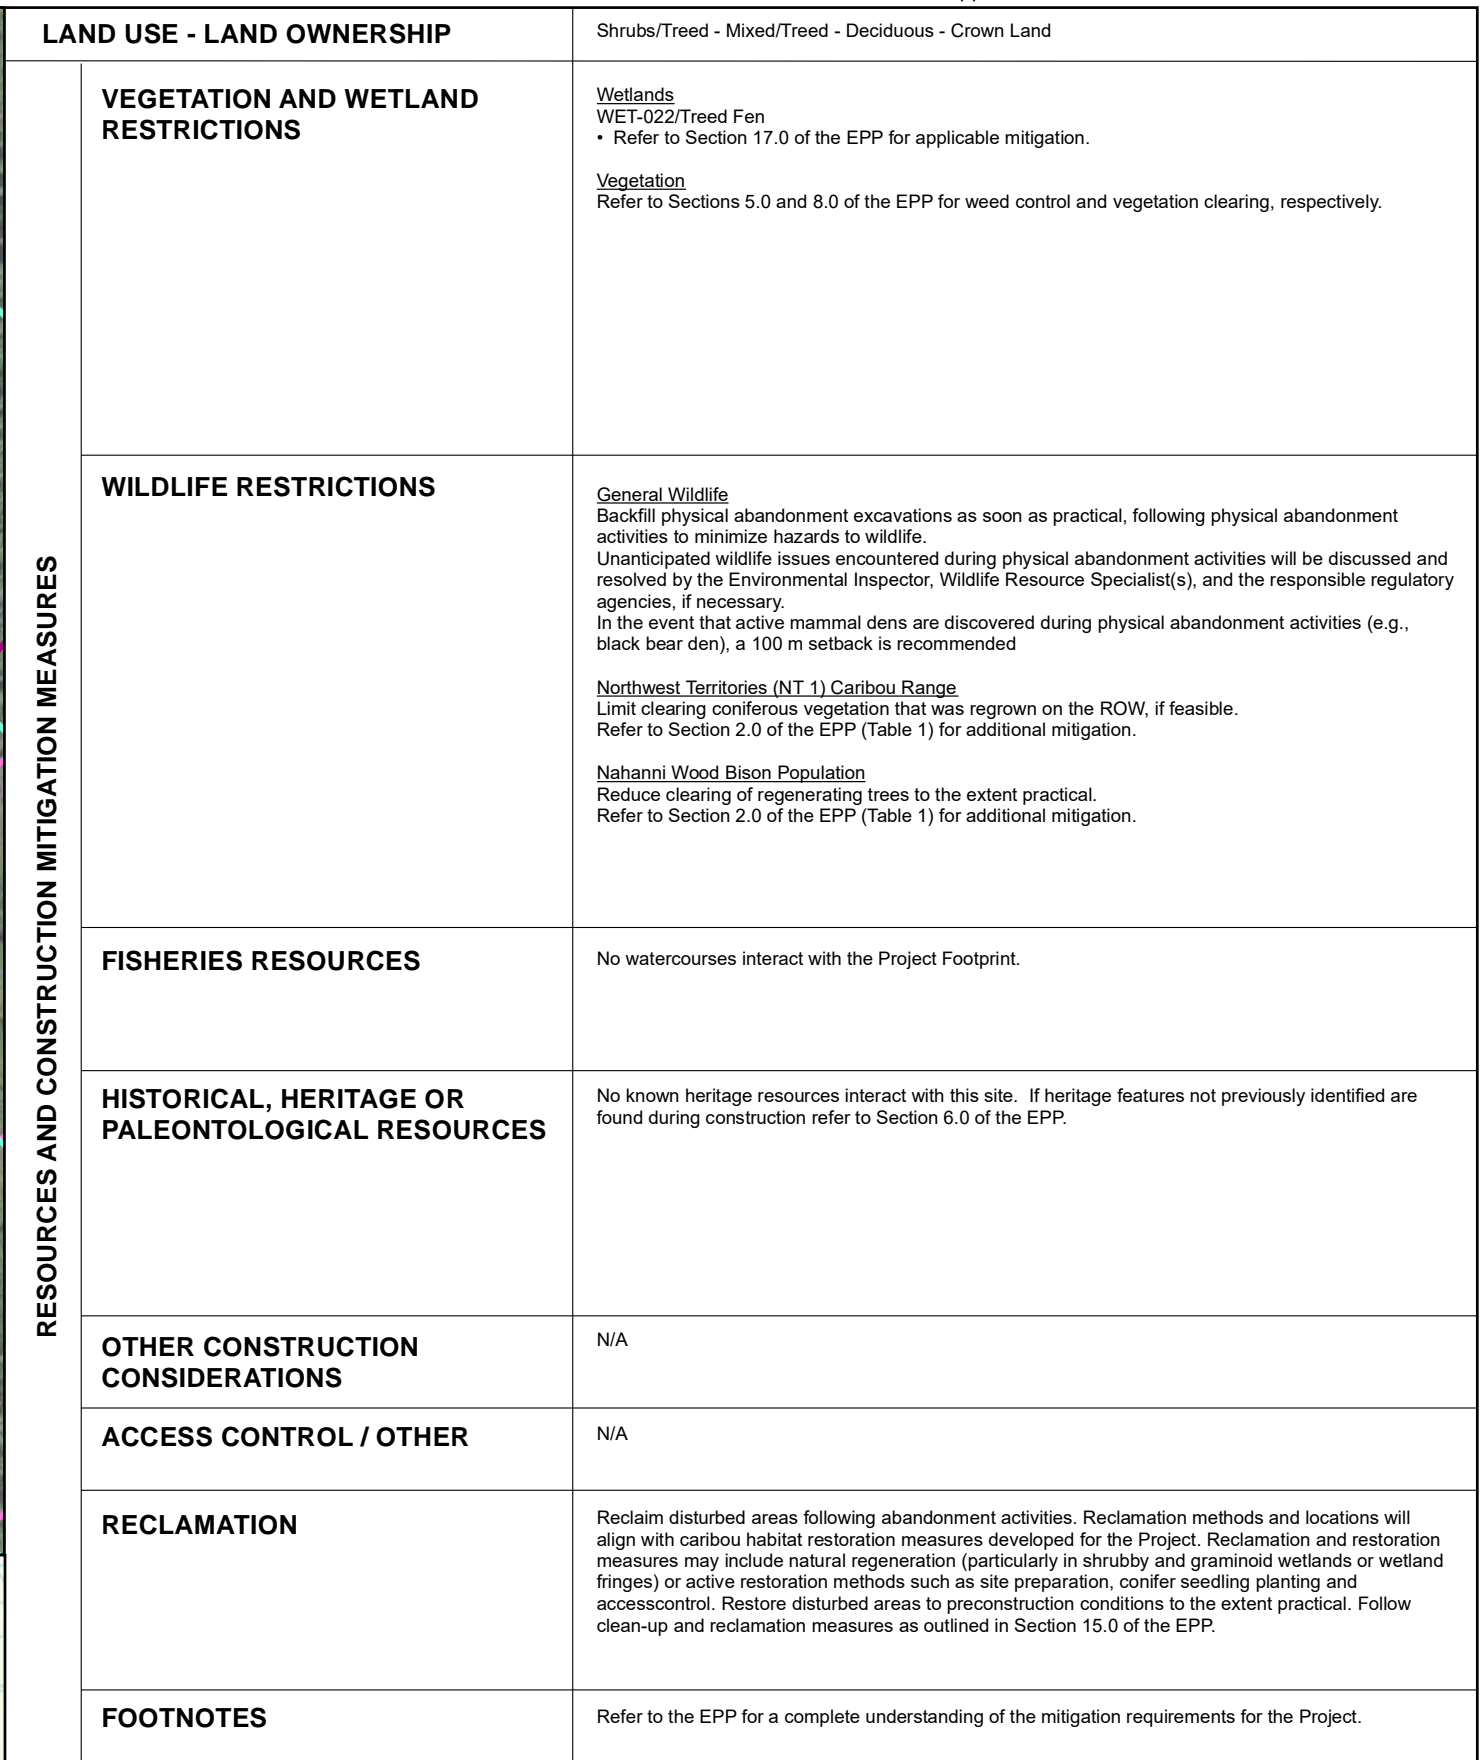 LAND USE - LAND OWNERSHIP
Shrubs/Treed - Mixed/Treed - Deciduous - Crown Land
RESOURCES AND CONSTRUCTION MITIGATION MEASURES
VEGETATION AND WETLAND
RESTRICTIONS
Wetlands
WET-022/Treed Fen
• Refer to Section 17.0 of the EPP for applicable mitigation.
Vegetation
Refer to Sections 5.0 and 8.0 of the EPP for weed control and vegetation clearing, respectively.
WILDLIFE RESTRICTIONS
General Wildlife
Backfill physical abandonment excavations as soon as practical, following physical abandonment
activities to minimize hazards to wildlife.
Unanticipated wildlife issues encountered during physical abandonment activities will be discussed and
resolved by the Environmental Inspector, Wildlife Resource Specialist(s), and the responsible regulatory
agencies, if necessary.
In the event that active mammal dens are discovered during physical abandonment activities (e.g.,
black bear den), a 100 m setback is recommended
Northwest Territories (NT 1) Caribou Range
Limit clearing coniferous vegetation that was regrown on the ROW, if feasible.
Refer to Section 2.0 of the EPP (Table 1) for additional mitigation.
Nahanni Wood Bison Population
Reduce clearing of regenerating trees to the extent practical.
Refer to Section 2.0 of the EPP (Table 1) for additional mitigation.
FISHERIES RESOURCES
No watercourses interact with the Project Footprint.
HISTORICAL, HERITAGE OR
PALEONTOLOGICAL RESOURCES
No known heritage resources interact with this site.  If heritage features not previously identified are
found during construction refer to Section 6.0 of the EPP.
OTHER CONSTRUCTION
CONSIDERATIONS
N/A
ACCESS CONTROL / OTHER
N/A
RECLAMATION
Reclaim disturbed areas following abandonment activities. Reclamation methods and locations will
align with caribou habitat restoration measures developed for the Project. Reclamation and restoration
measures may include natural regeneration (particularly in shrubby and graminoid wetlands or wetland
fringes) or active restoration methods such as site preparation, conifer seedling planting and
accesscontrol. Restore disturbed areas to preconstruction conditions to the extent practical. Follow
clean-up and reclamation measures as outlined in Section 15.0 of the EPP.
FOOTNOTES
Refer to the EPP for a complete understanding of the mitigation requirements for the Project.